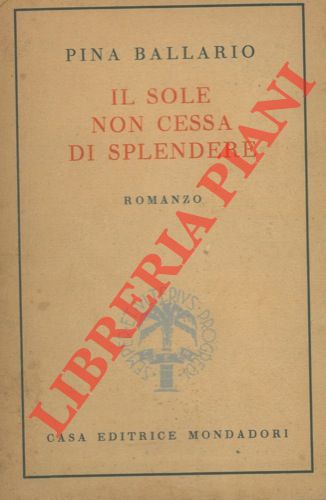 PINA BALLARIO
IL SOLE
NON CESSA
DI SPLENDERE
ROMANZO
LIBRERIA PIANI
CASA EDITRICE MONDADORI